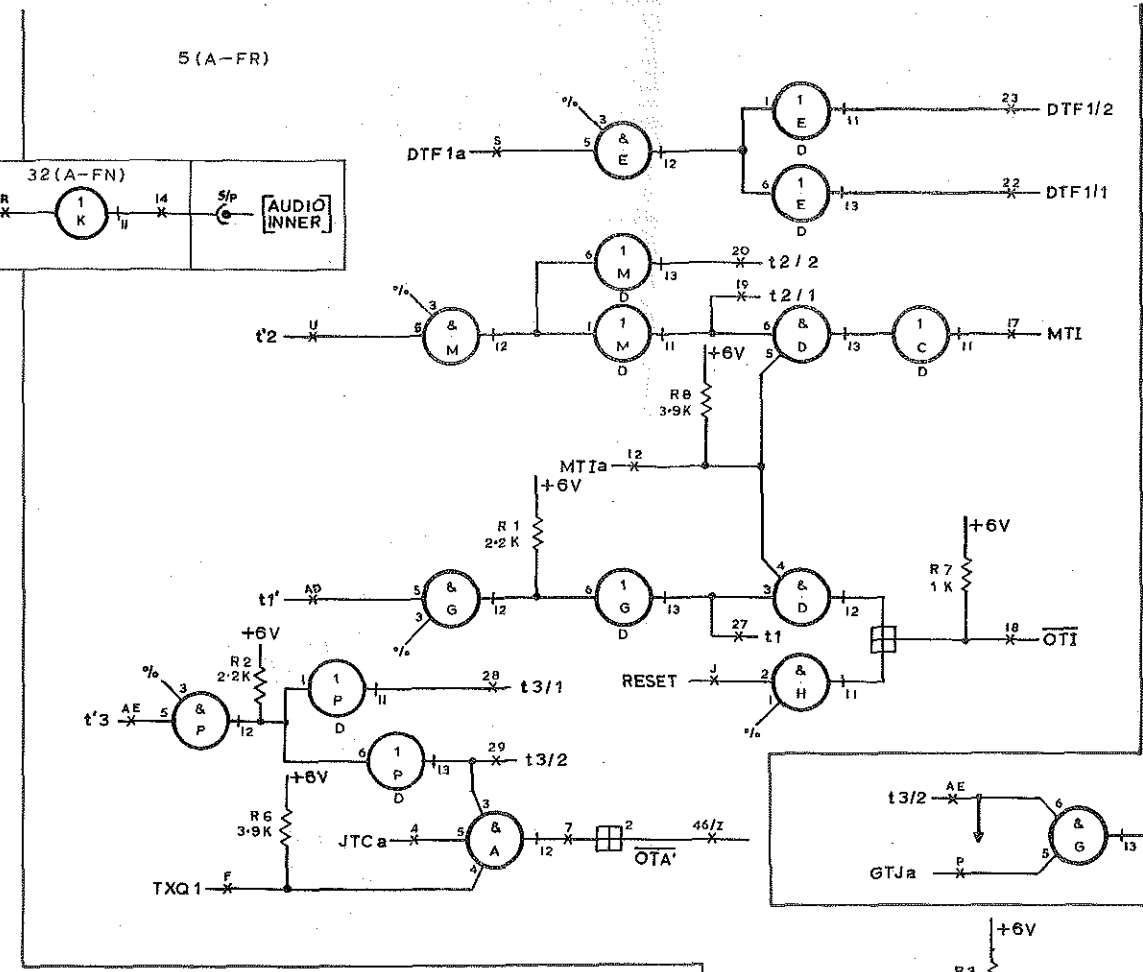 5(A-FR)
%
3
5
&
E
12
DTF1a
S
1
1
E
D
11
23
DTF1/2
6
1
E
D
13
22
DTF1/1
32(A-FN)
R
1
K
11
14
S/P
[AUDIO INNER]
6
1
M
D
13
20
t2/2
19
t2/1
%
3
t'2
U
&
M
12
1
1
M
D
11
6
5
&
D
13
1
C
D
11
17
MTI
+6V
R8
3·9K
MTIa
12
+6V
R1
2·2K
+6V
R7
1K
t1'
AD
5
3
%
&
G
12
6
1
G
D
13
27
t1
4
3
&
D
12
18
OTI
RESET
J
2
1
%
&
H
11
+6V
R2
2·2K
%
3
t'3
AE
5
&
P
12
1
1
P
D
11
28
t3/1
6
1
P
D
13
29
t3/2
+6V
R6
3·9K
JTCa
4
3
5
4
&
A
12
7
2
OTA'
46/Z
TXQ1
F
t3/2
AE
6
5
&
G
13
GTJa
P
+6V
R3